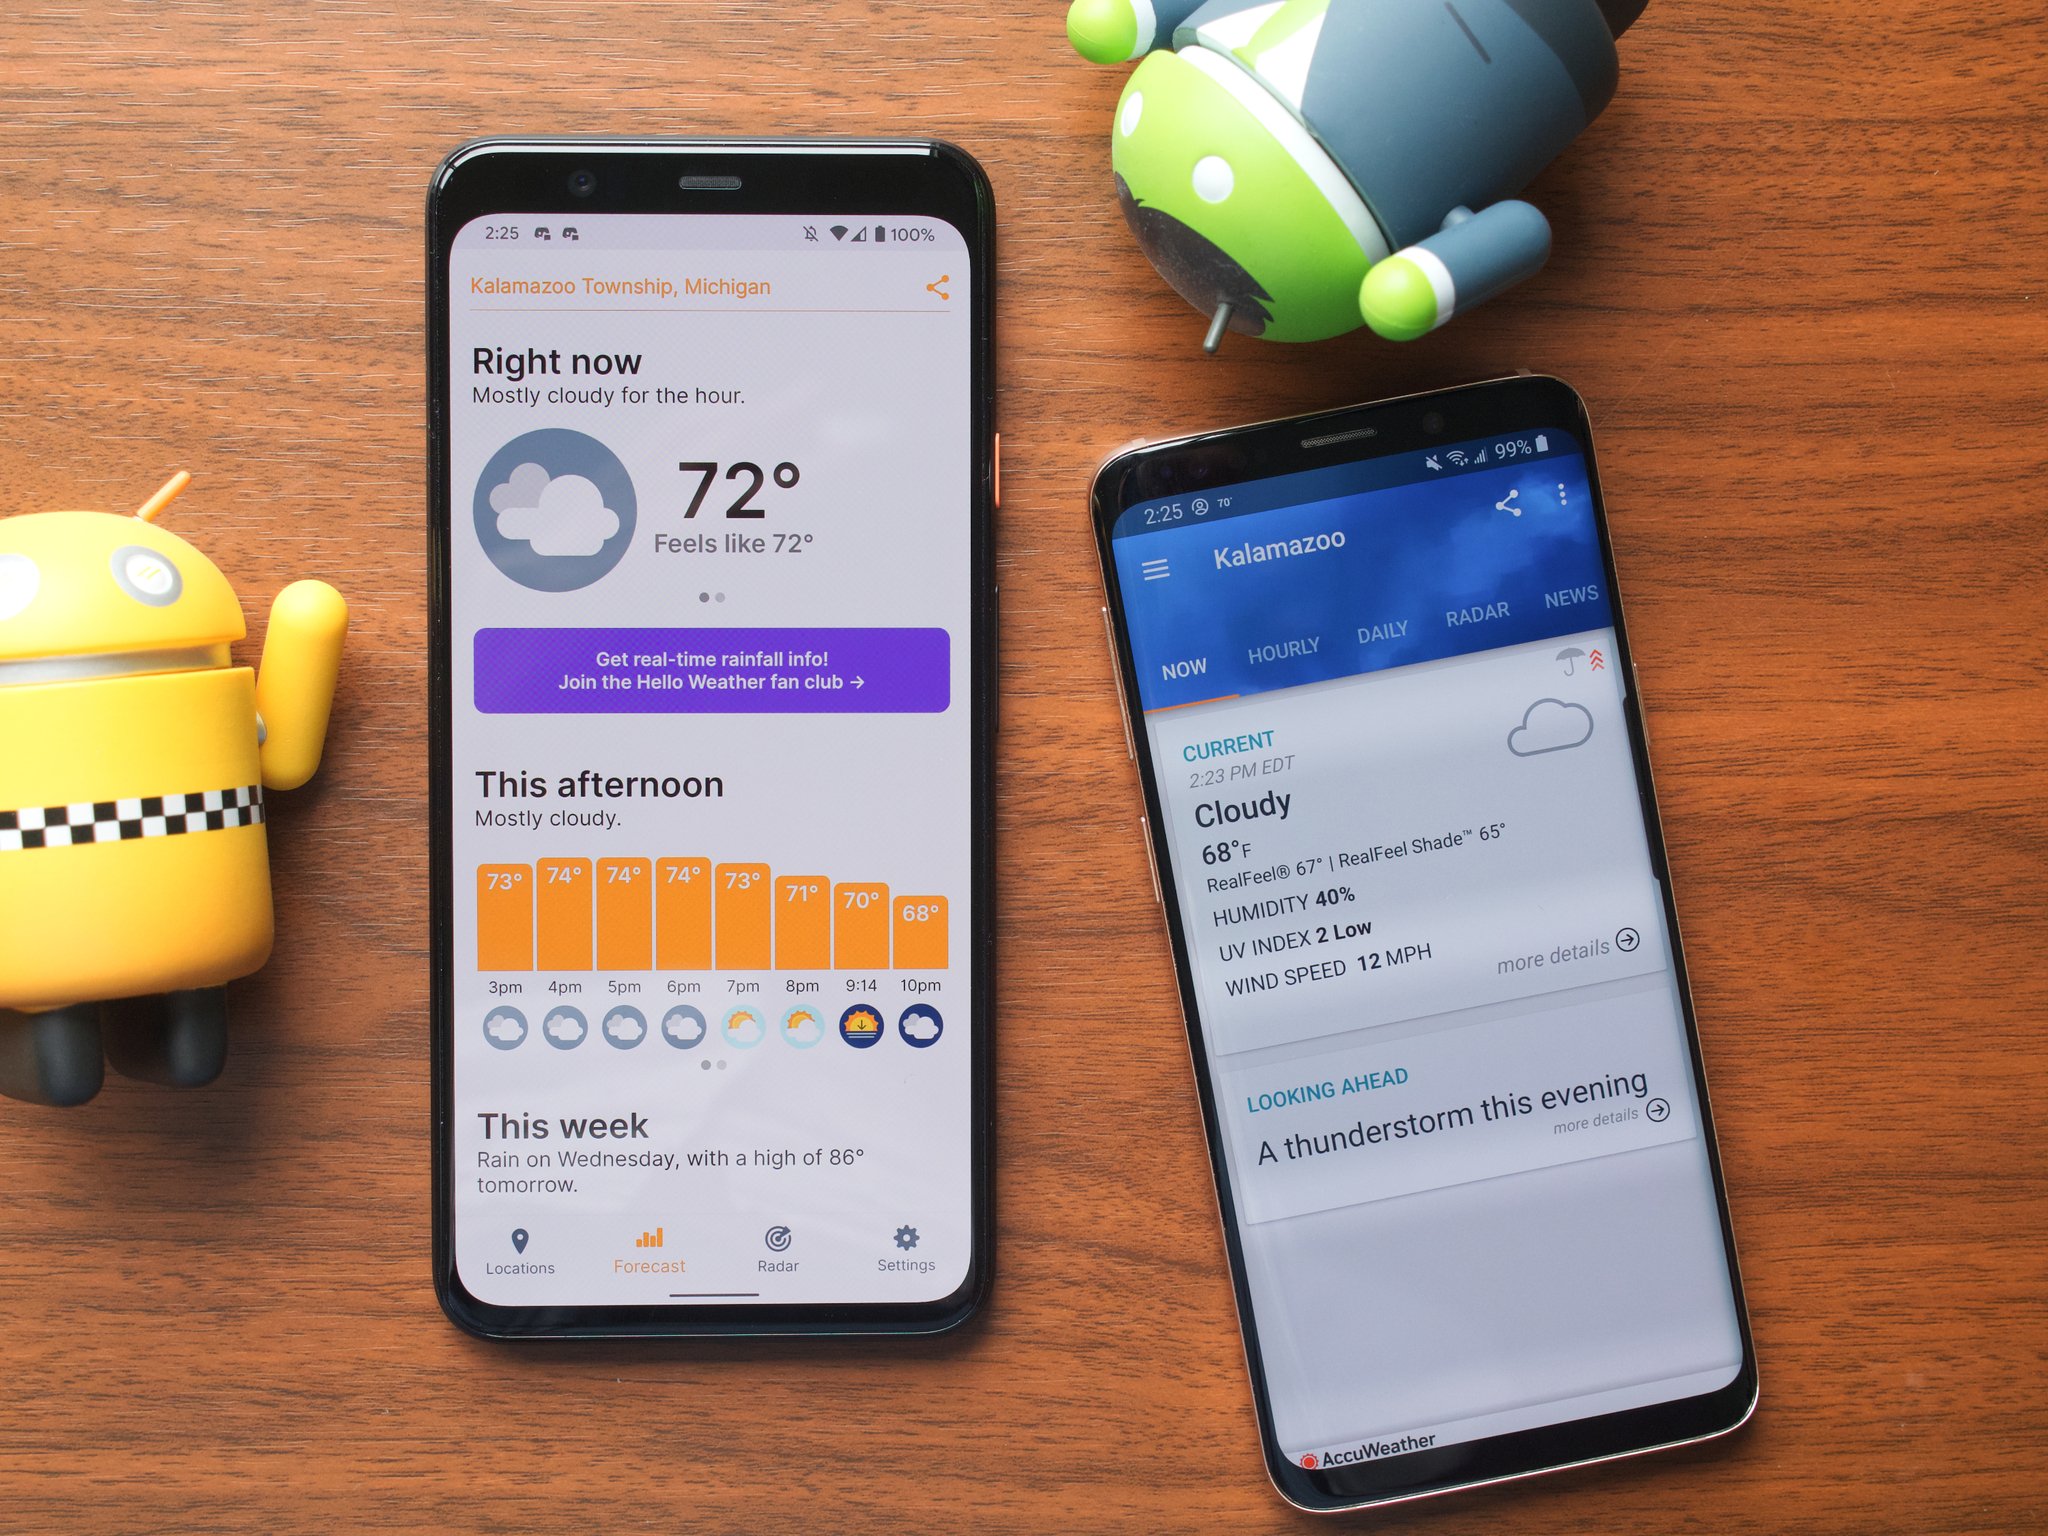 2:25 100%
Kalamazoo Township, Michigan
Right now
Mostly cloudy for the hour.
72°
Feels like 72°
Get real-time rainfall info!
Join the Hello Weather fan club →
This afternoon
Mostly cloudy.
73° 74° 74° 74° 73° 71° 70° 68°
3pm 4pm 5pm 6pm 7pm 8pm 9:14 10pm
This week
Rain on Wednesday, with a high of 86°
tomorrow.
Locations Forecast Radar Settings
2:25 70° 99%
Kalamazoo
NOW HOURLY DAILY RADAR NEWS
CURRENT
2:23 PM EDT
Cloudy
68°F
RealFeel® 67° | RealFeel Shade™ 65°
HUMIDITY 40%
UV INDEX 2 Low
WIND SPEED 12 MPH
more details
LOOKING AHEAD
A thunderstorm this evening
more details
AccuWeather